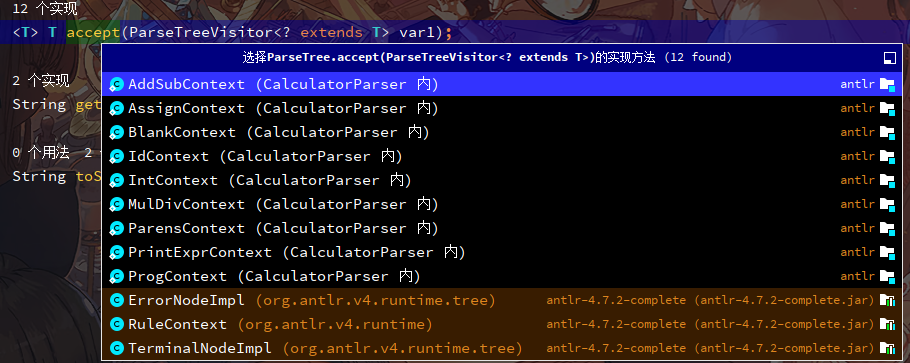 12 个实现
<T> T accept(ParseTreeVisitor<? extends T> var1);
选择ParseTree.accept(ParseTreeVisitor<? extends T>)的实现方法 (12 found)
2 个实现
AddSubContext (CalculatorParser 内) antlr
String get
AssignContext (CalculatorParser 内) antlr
BlankContext (CalculatorParser 内) antlr
0 个用法 2
IdContext (CalculatorParser 内) antlr
String toS
IntContext (CalculatorParser 内) antlr
MulDivContext (CalculatorParser 内) antlr
ParensContext (CalculatorParser 内) antlr
PrintExprContext (CalculatorParser 内) antlr
ProgContext (CalculatorParser 内) antlr
ErrorNodeImpl (org.antlr.v4.runtime.tree) antlr-4.7.2-complete (antlr-4.7.2-complete.jar)
RuleContext (org.antlr.v4.runtime) antlr-4.7.2-complete (antlr-4.7.2-complete.jar)
TerminalNodeImpl (org.antlr.v4.runtime.tree) antlr-4.7.2-complete (antlr-4.7.2-complete.jar)